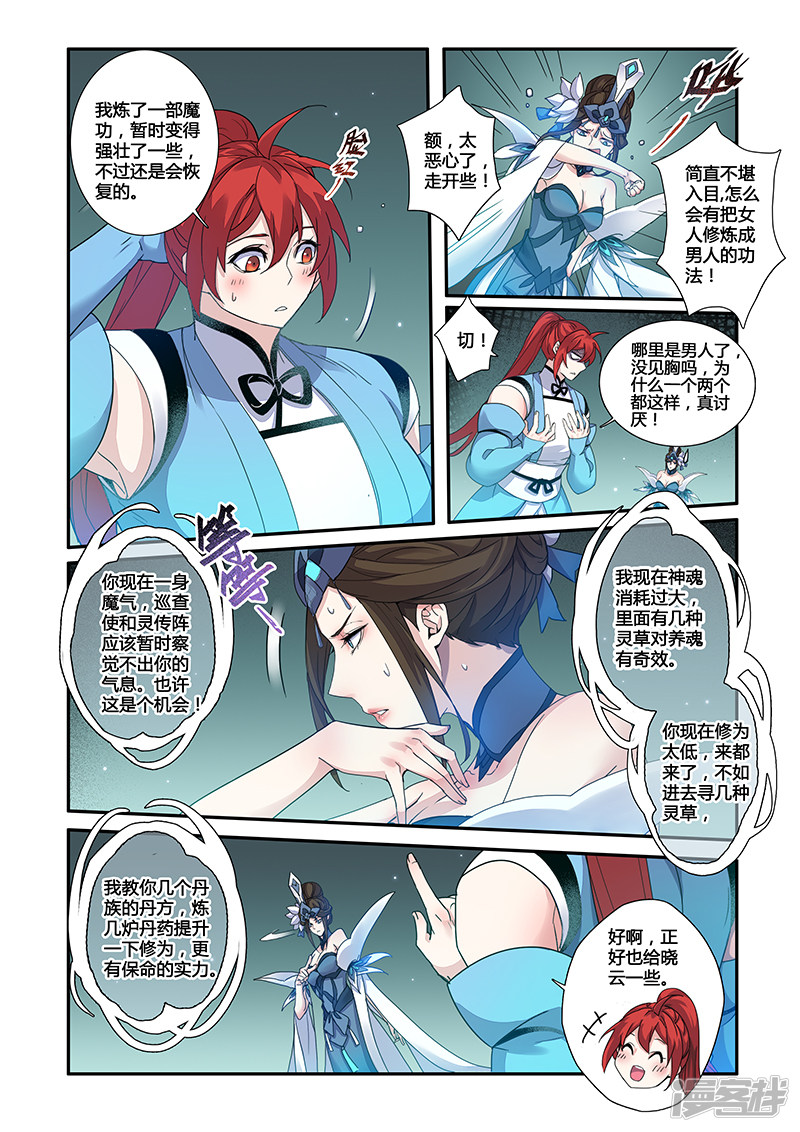 我炼了一部魔
功，暂时变得
强壮了一些，
不过还是会恢
复的。
脸红
额，太
恶心了，
走开些！
简直不堪
入目,怎么
会有把女
人修炼成
男人的功
法！
切！
哪里是男人了，
没见胸吗，为
什么一个两个
都这样，真讨
厌！
等等~
你现在一身
魔气，巡查
使和灵传阵
应该暂时察
觉不出你的
气息。也许
这是个机会！
我现在神魂
消耗过大，
里面有几种
灵草对养魂
有奇效。
你现在修为
太低，来都
来了，不如
进去寻几种
灵草，
我教你几个丹
族的丹方，炼
几炉丹药提升
一下修为，更
有保命的实力。
好啊，正
好也给晓
云一些。
漫客栈